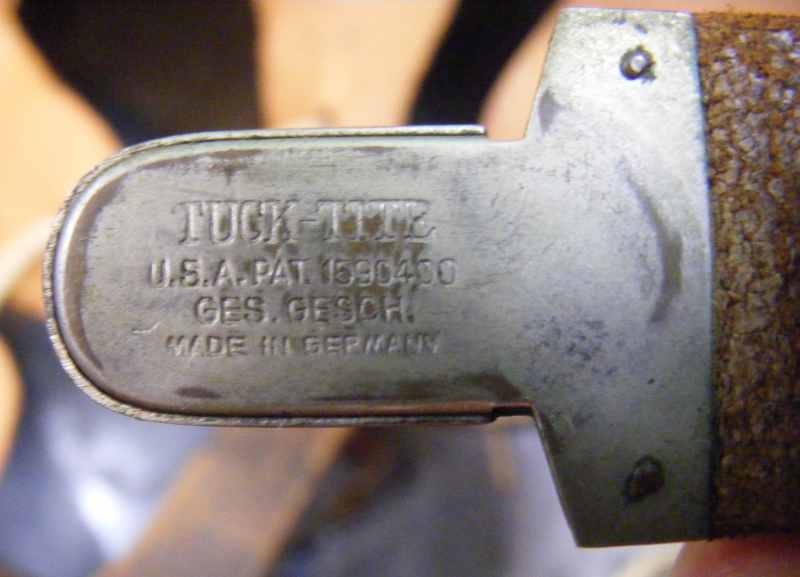 TUCK-TITE
U.S.A. PAT. 1590400
GES. GESCH.
MADE IN GERMANY